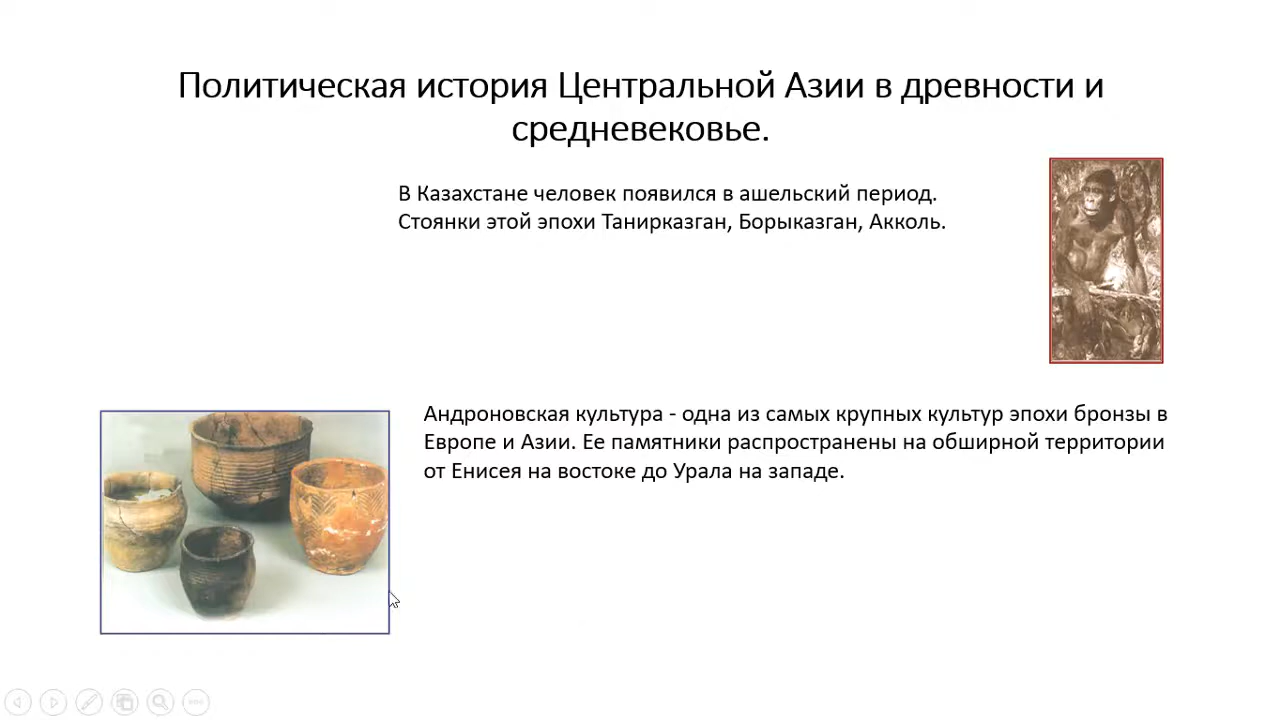 Политическая история Центральной Азии в древности и
средневековье.
В Казахстане человек появился в ашельский период.
Стоянки этой эпохи Танирказган, Борыказган, Акколь.
Андроновская культура - одна из самых крупных культур эпохи бронзы в
Европе и Азии. Ее памятники распространены на обширной территории
от Енисея на востоке до Урала на западе.